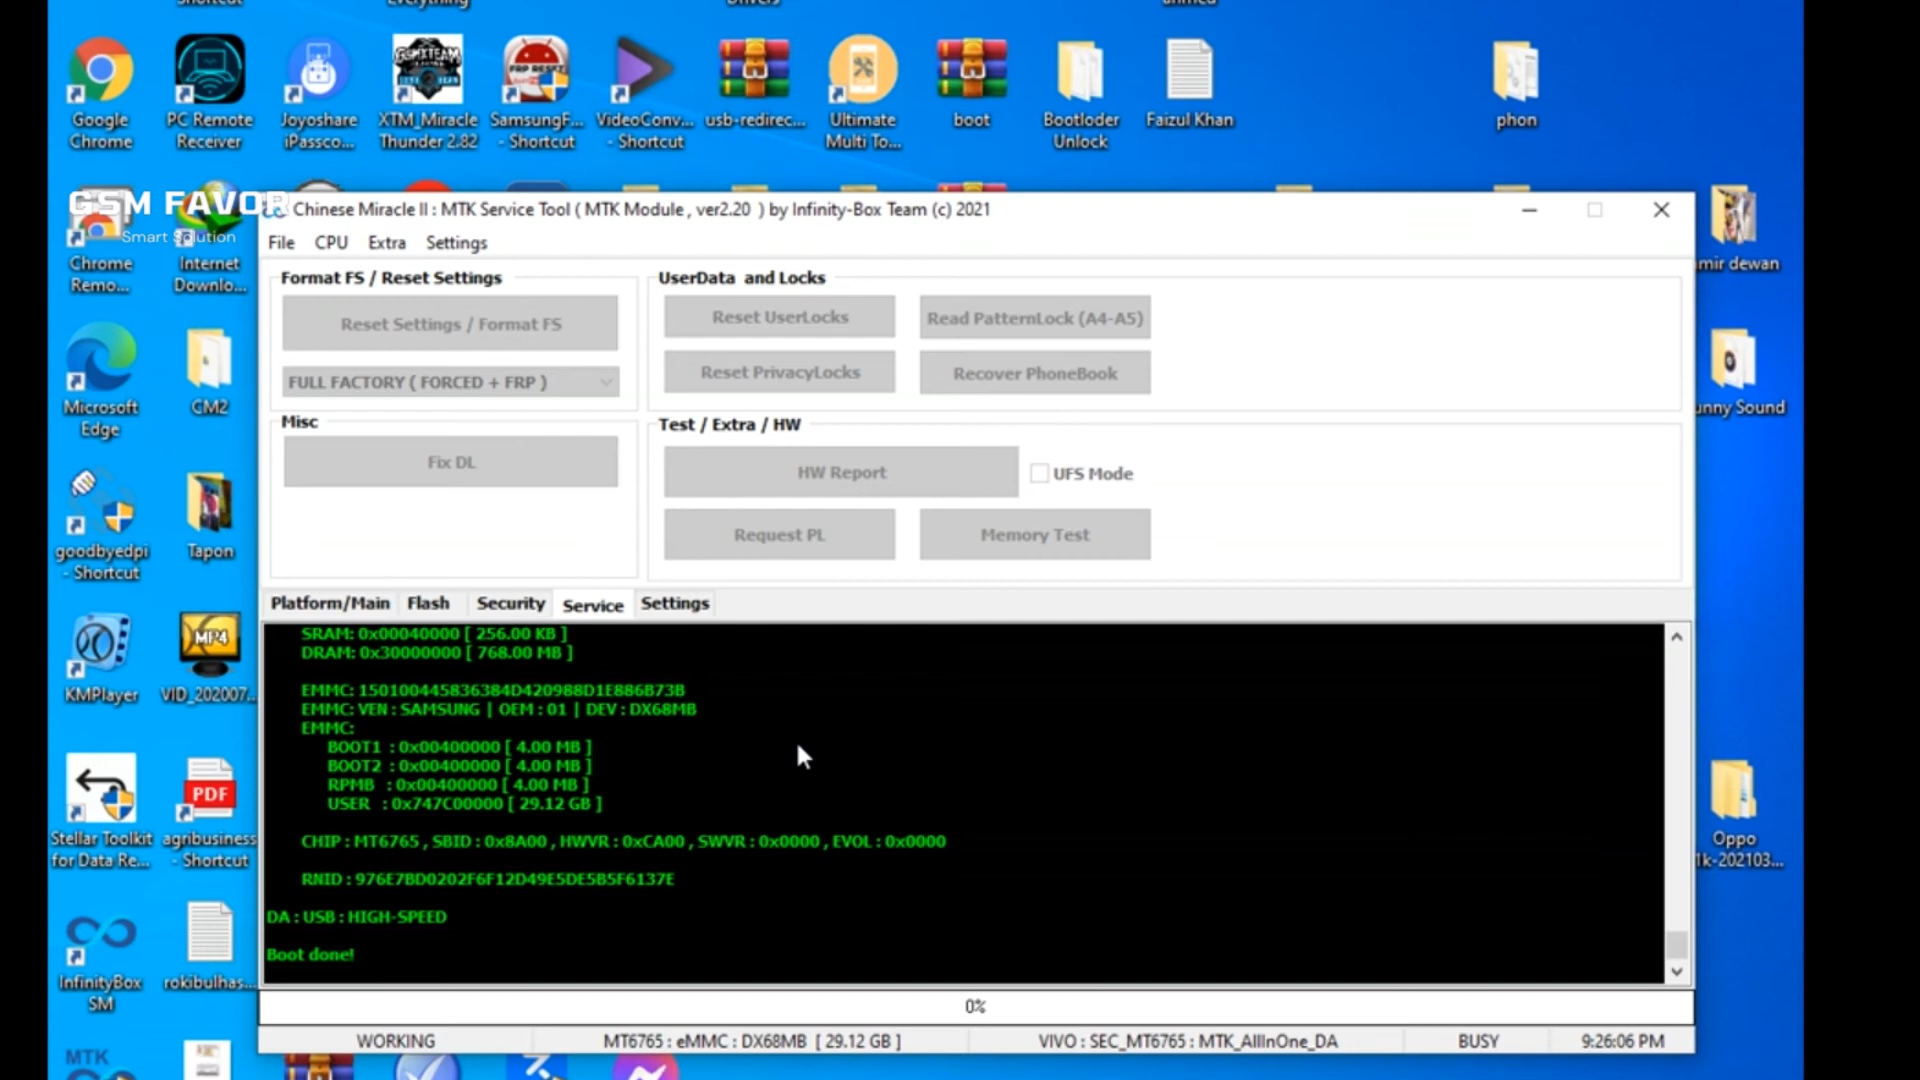 Shortcut
Everything
Drivers
ahmed
Google Chrome
PC Remote Receiver
Joyoshare iPassco...
XTM_Miracle Thunder 2.82
SamsungF... - Shortcut
VideoConv... - Shortcut
usb-redirec...
Ultimate Multi To...
boot
Bootloder Unlock
Faizul Khan
phon
GSM FAVOR
Smart Solution
Chrome Remo...
Internet Downlo...
mir dewan
Microsoft Edge
CM2
unny Sound
goodbyedpi - Shortcut
Tapon
KMPlayer
MP4
VID_202007...
Stellar Toolkit for Data Re...
PDF
agribusiness - Shortcut
Oppo
1k-202103...
InfinityBox SM
rokibulhas...
MTK
Chinese Miracle II : MTK Service Tool ( MTK Module , ver2.20 ) by Infinity-Box Team (c) 2021
File CPU Extra Settings
Format FS / Reset Settings
Reset Settings / Format FS
FULL FACTORY ( FORCED + FRP )
Misc
Fix DL
UserData and Locks
Reset UserLocks
Read PatternLock (A4-A5)
Reset PrivacyLocks
Recover PhoneBook
Test / Extra / HW
HW Report
UFS Mode
Request PL
Memory Test
Platform/Main Flash Security Service Settings
SRAM: 0x00040000 [ 256.00 KB ]
DRAM: 0x30000000 [ 768.00 MB ]
EMMC: 150100445836384D420988D1E886B73B
EMMC: VEN : SAMSUNG | OEM : 01 | DEV : DX68MB
EMMC:
BOOT1 : 0x00400000 [ 4.00 MB ]
BOOT2 : 0x00400000 [ 4.00 MB ]
RPMB : 0x00400000 [ 4.00 MB ]
USER : 0x747C00000 [ 29.12 GB ]
CHIP : MT6765 , SBID : 0x8A00 , HWVR : 0xCA00 , SWVR : 0x0000 , EVOL : 0x0000
RNID : 976E7BD0202F6F12D49E5DE5B5F6137E
DA : USB : HIGH-SPEED
Boot done!
0%
WORKING
MT6765 : eMMC : DX68MB [ 29.12 GB ]
VIVO : SEC_MT6765 : MTK_AllInOne_DA
BUSY
9:26:06 PM